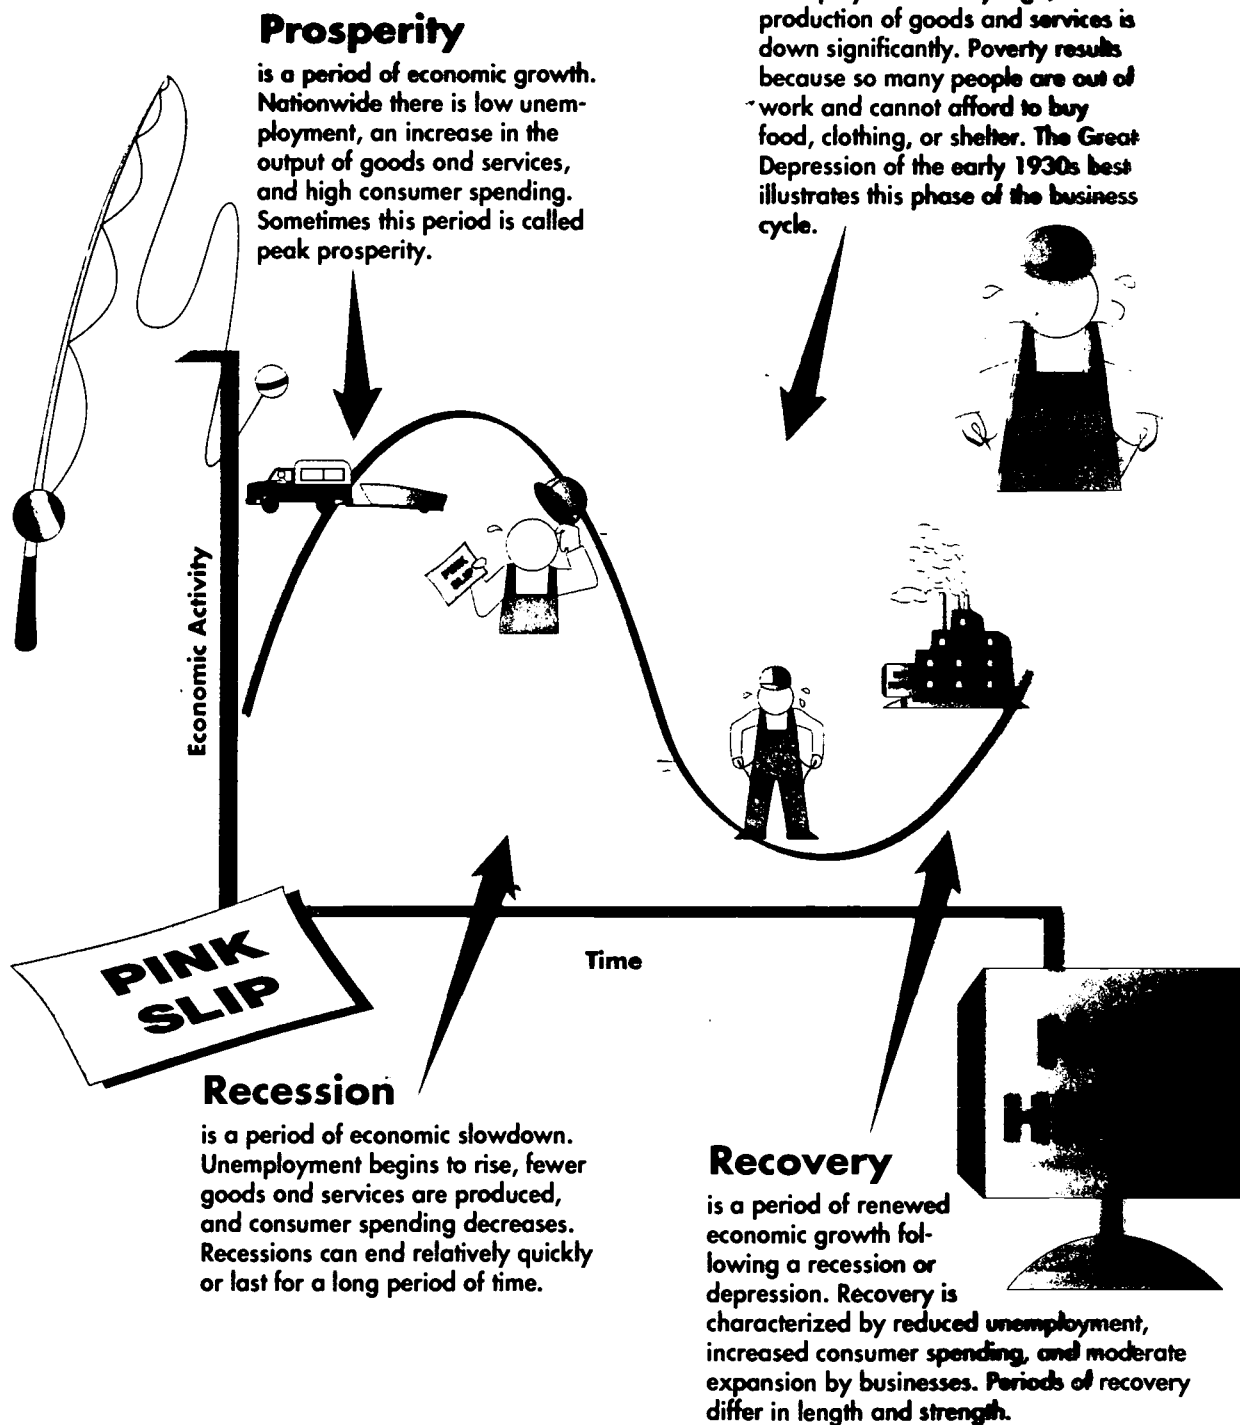 Prosperity
is a period of economic growth.
Nationwide there is low unem-
ployment, an increase in the
output of goods ond services,
and high consumer spending.
Sometimes this period is called
peak prosperity.
production of goods and services is
down significantly. Poverty results
because so many people are out of
work and cannot afford to buy
food, clothing, or shelter. The Great
Depression of the early 1930s best
illustrates this phase of the business
cycle.
Economic Activity
PINK
SLIP
Time
PINK
SLIP
Recession
is a period of economic slowdown.
Unemployment begins to rise, fewer
goods ond services are produced,
and consumer spending decreases.
Recessions can end relatively quickly
or last for a long period of time.
Recovery
is a period of renewed
economic growth fol-
lowing a recession or
depression. Recovery is
characterized by reduced unemployment,
increased consumer spending, and moderate
expansion by businesses. Periods of recovery
differ in length and strength.